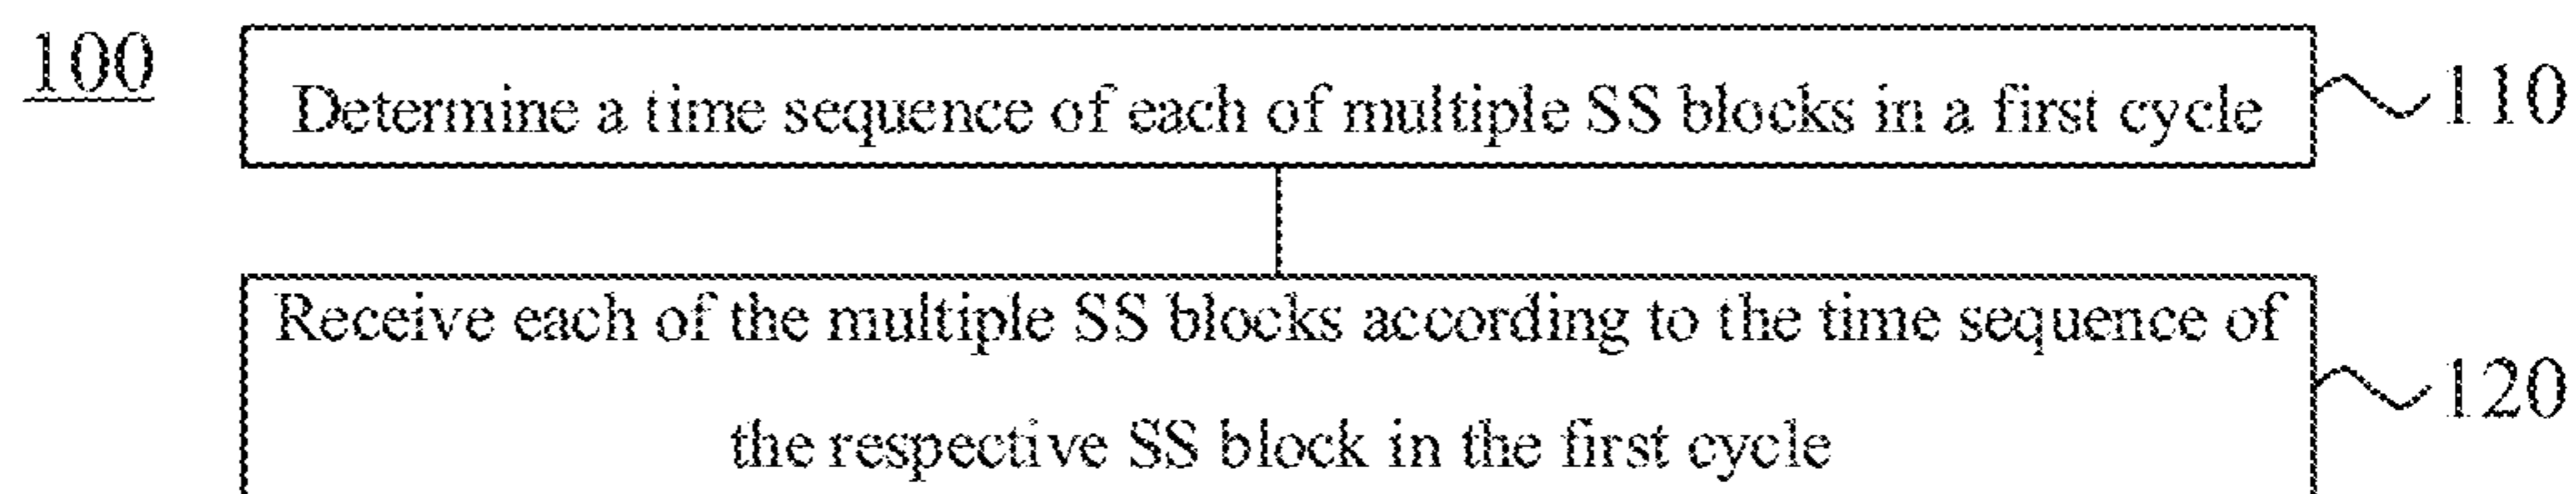 100
Determine a time sequence of each of multiple SS blocks in a first cycle
110
Receive each of the multiple SS blocks according to the time sequence of
the respective SS block in the first cycle
120